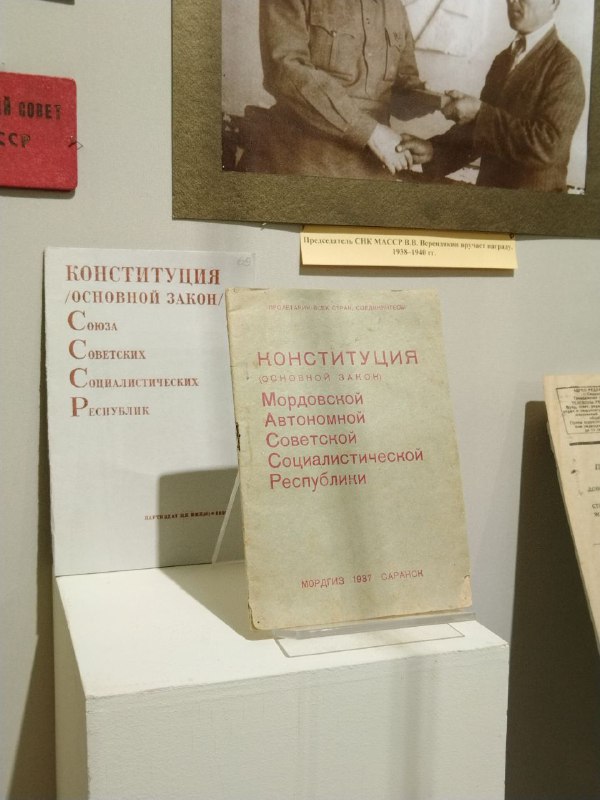 Й СОВЕТ
ССР
Председатель СИК МАССР В.В. Верендякин вручает награду.
1938-1940 гг.
КОНСТИТУЦИЯ
/ОСНОВНОЙ ЗАКОН/
Союза
Советских
Социалистических
Республик
ПРОЛЕТАРИИ ВСЕХ СТРАН, СОЕДИНЯЙТЕСЬ!
КОНСТИТУЦИЯ
(ОСНОВНОЙ ЗАКОН)
Мордовской
Автономной
Советской
Социалистической
Республики
МОРДГИЗ 1937 САРАНСК